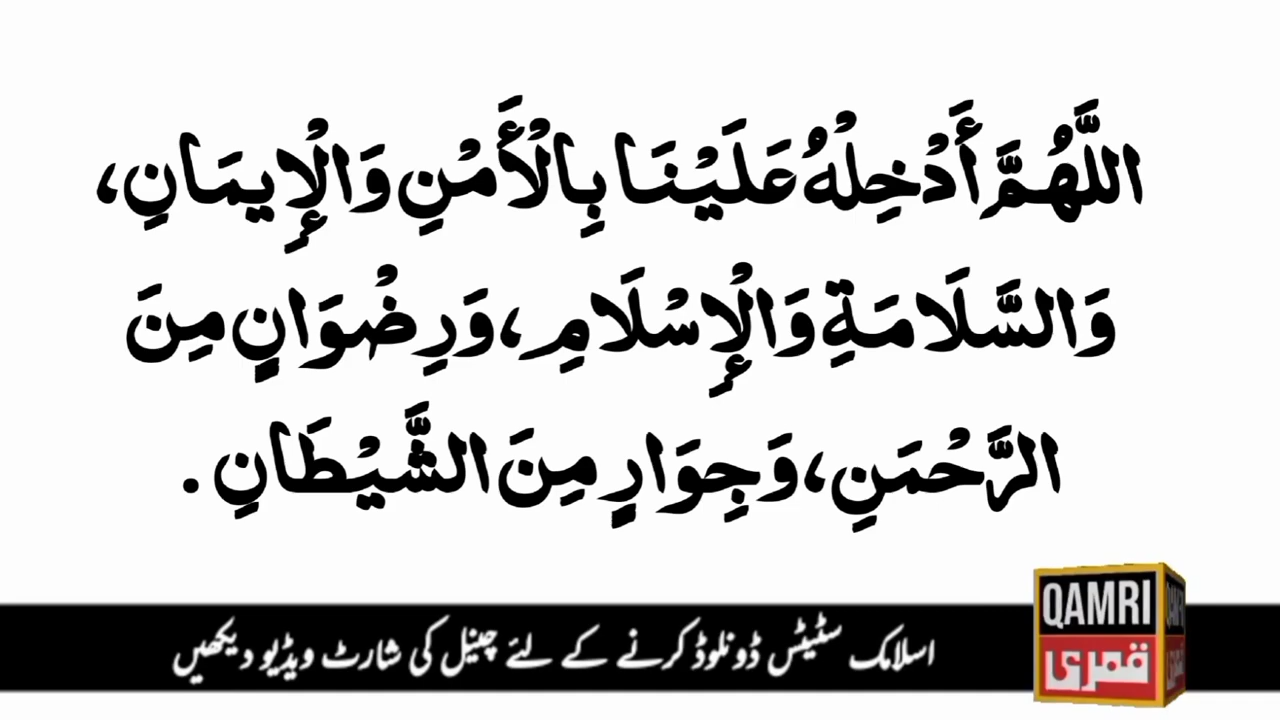 اللَّهُمَّ أَدْخِلْهُ عَلَيْنَا بِالْأَمْنِ وَالْإِيمَانِ،
وَالسَّلَامَةِ وَالْإِسْلَامِ، وَرِضْوَانٍ مِنَ
الرَّحْمَنِ، وَجِوَارٍ مِنَ الشَّيْطَانِ.
QAMRI
قمری
اسلامک سٹیٹس ڈونلوڈ کرنے کے لئے چینل کی شارٹ ویڈیو دیکھیں